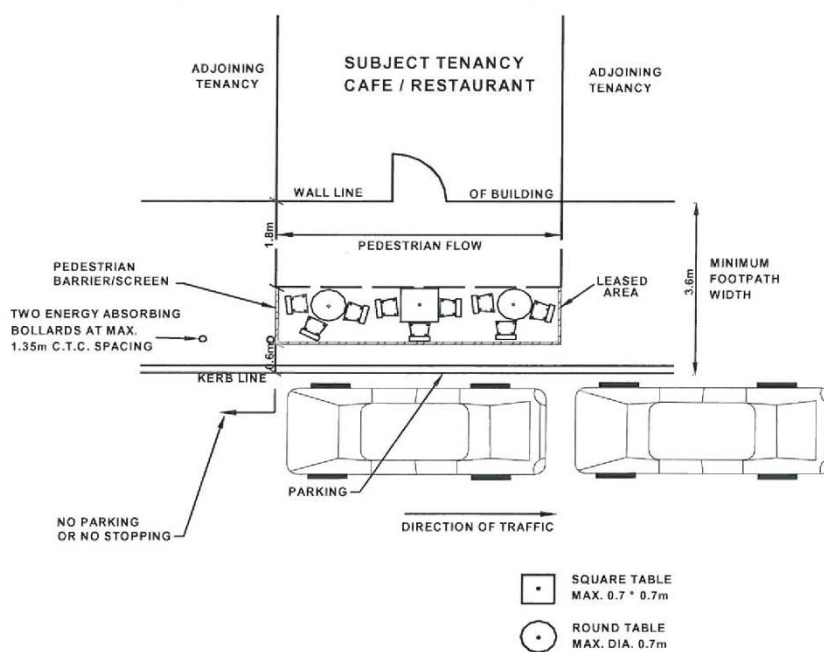 ADJOINING
TENANCY
SUBJECT TENANCY
CAFE / RESTAURANT
ADJOINING
TENANCY
WALL LINE
OF BUILDING
1.8m
PEDESTRIAN FLOW
PEDESTRIAN
BARRIER/SCREEN
LEASED
AREA
3.6m
MINIMUM
FOOTPATH
WIDTH
TWO ENERGY ABSORBING
BOLLARDS AT MAX.
1.35m C.T.C. SPACING
0.6m
KERB LINE
PARKING
NO PARKING
OR NO STOPPING
DIRECTION OF TRAFFIC
SQUARE TABLE
MAX. 0.7 * 0.7m
ROUND TABLE
MAX. DIA. 0.7m